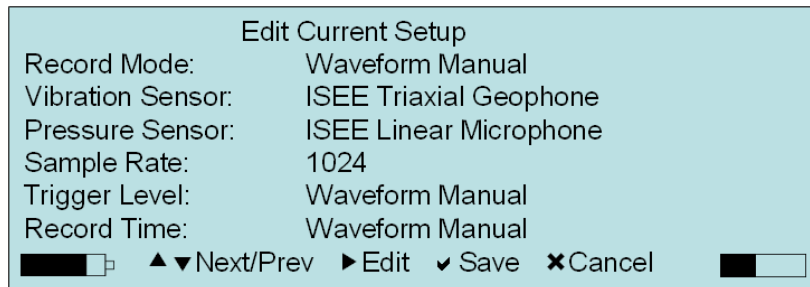 Edit Current Setup
Record Mode: Waveform Manual
Vibration Sensor: ISEE Triaxial Geophone
Pressure Sensor: ISEE Linear Microphone
Sample Rate: 1024
Trigger Level: Waveform Manual
Record Time: Waveform Manual
▲▼Next/Prev ►Edit ✔Save ✖Cancel